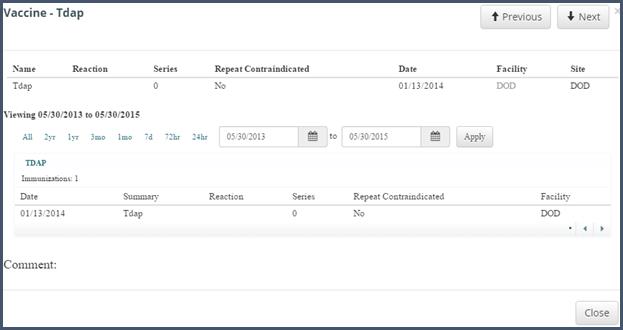 Vaccine - Tdap
Previous
Next
Name Reaction Series Repeat Contraindicated Date Facility Site
Tdap 0 No 01/13/2014 DOD DOD
Viewing 05/30/2013 to 05/30/2015
All 2yr 1yr 3mo 1mo 7d 72hr 24hr 05/30/2013 to 05/30/2015 Apply
TDAP
Immunizations: 1
Date Summary Reaction Series Repeat Contraindicated Facility
01/13/2014 Tdap 0 No DOD
Comment:
Close